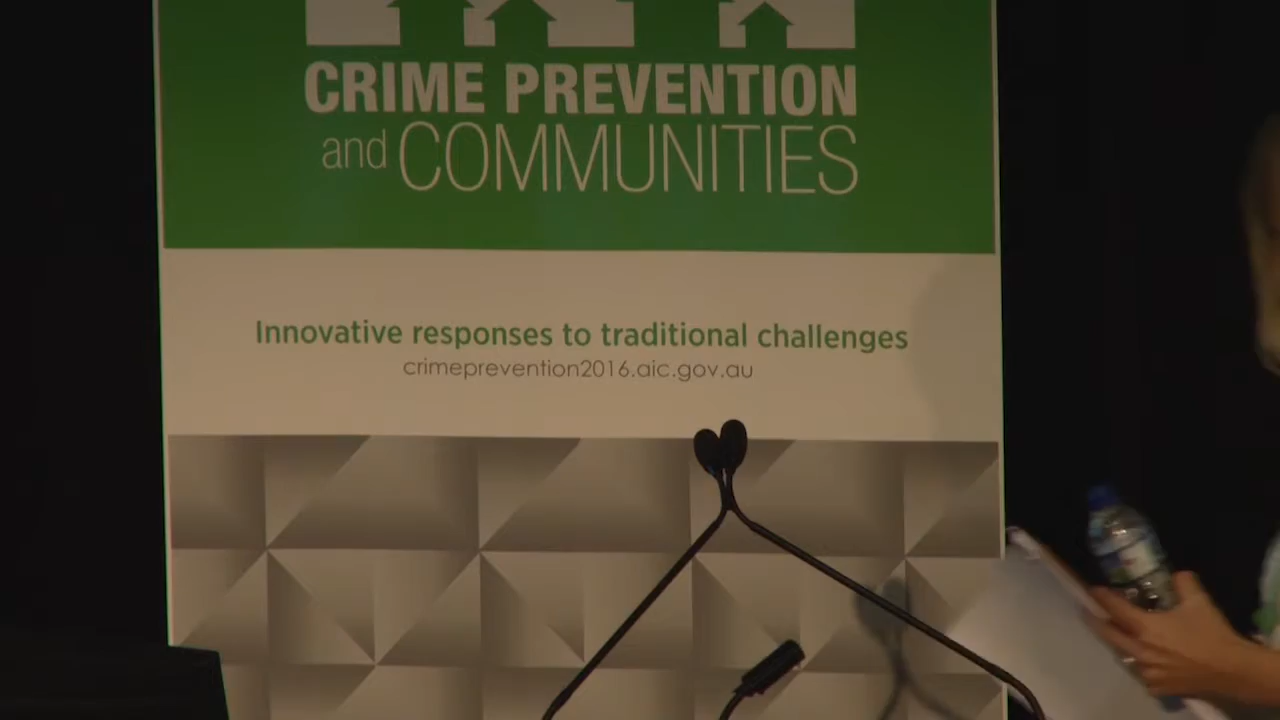 CRIME PREVENTION
and COMMUNITIES
Innovative responses to traditional challenges
crimeprevention2016.aic.gov.au